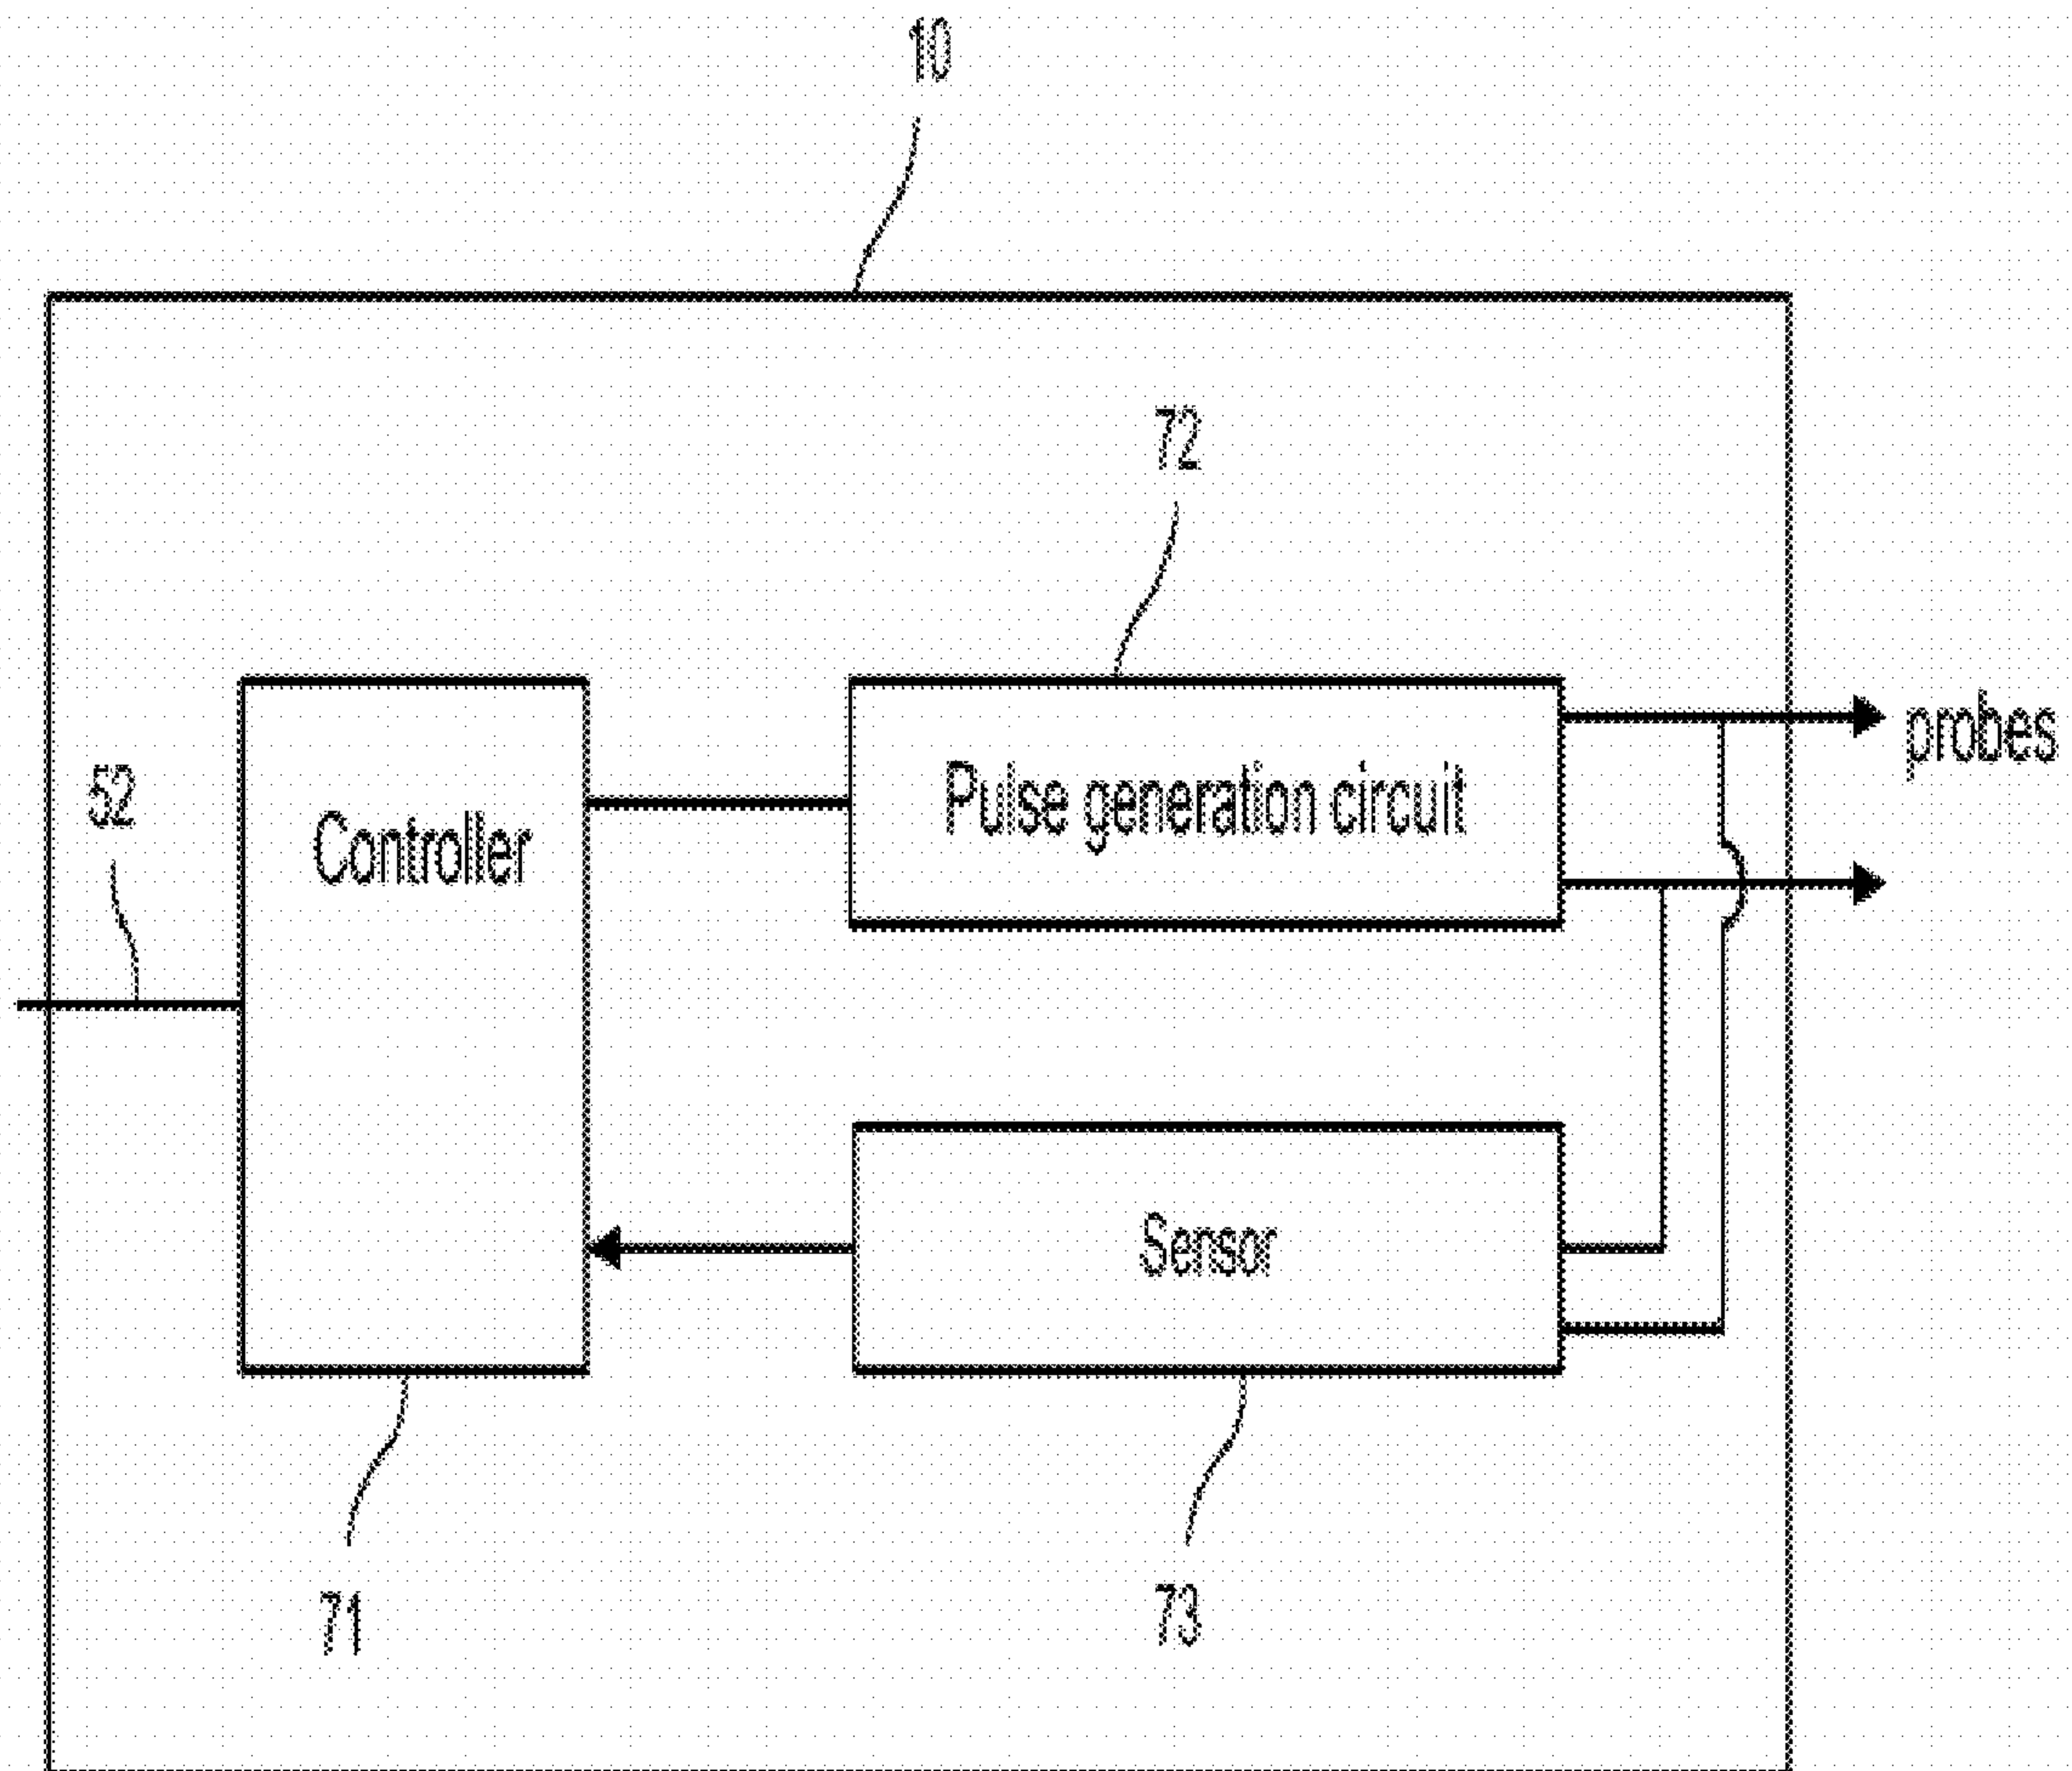 10
72
probes
52
Pulse generation circuit
Controller
Sensor
71
73